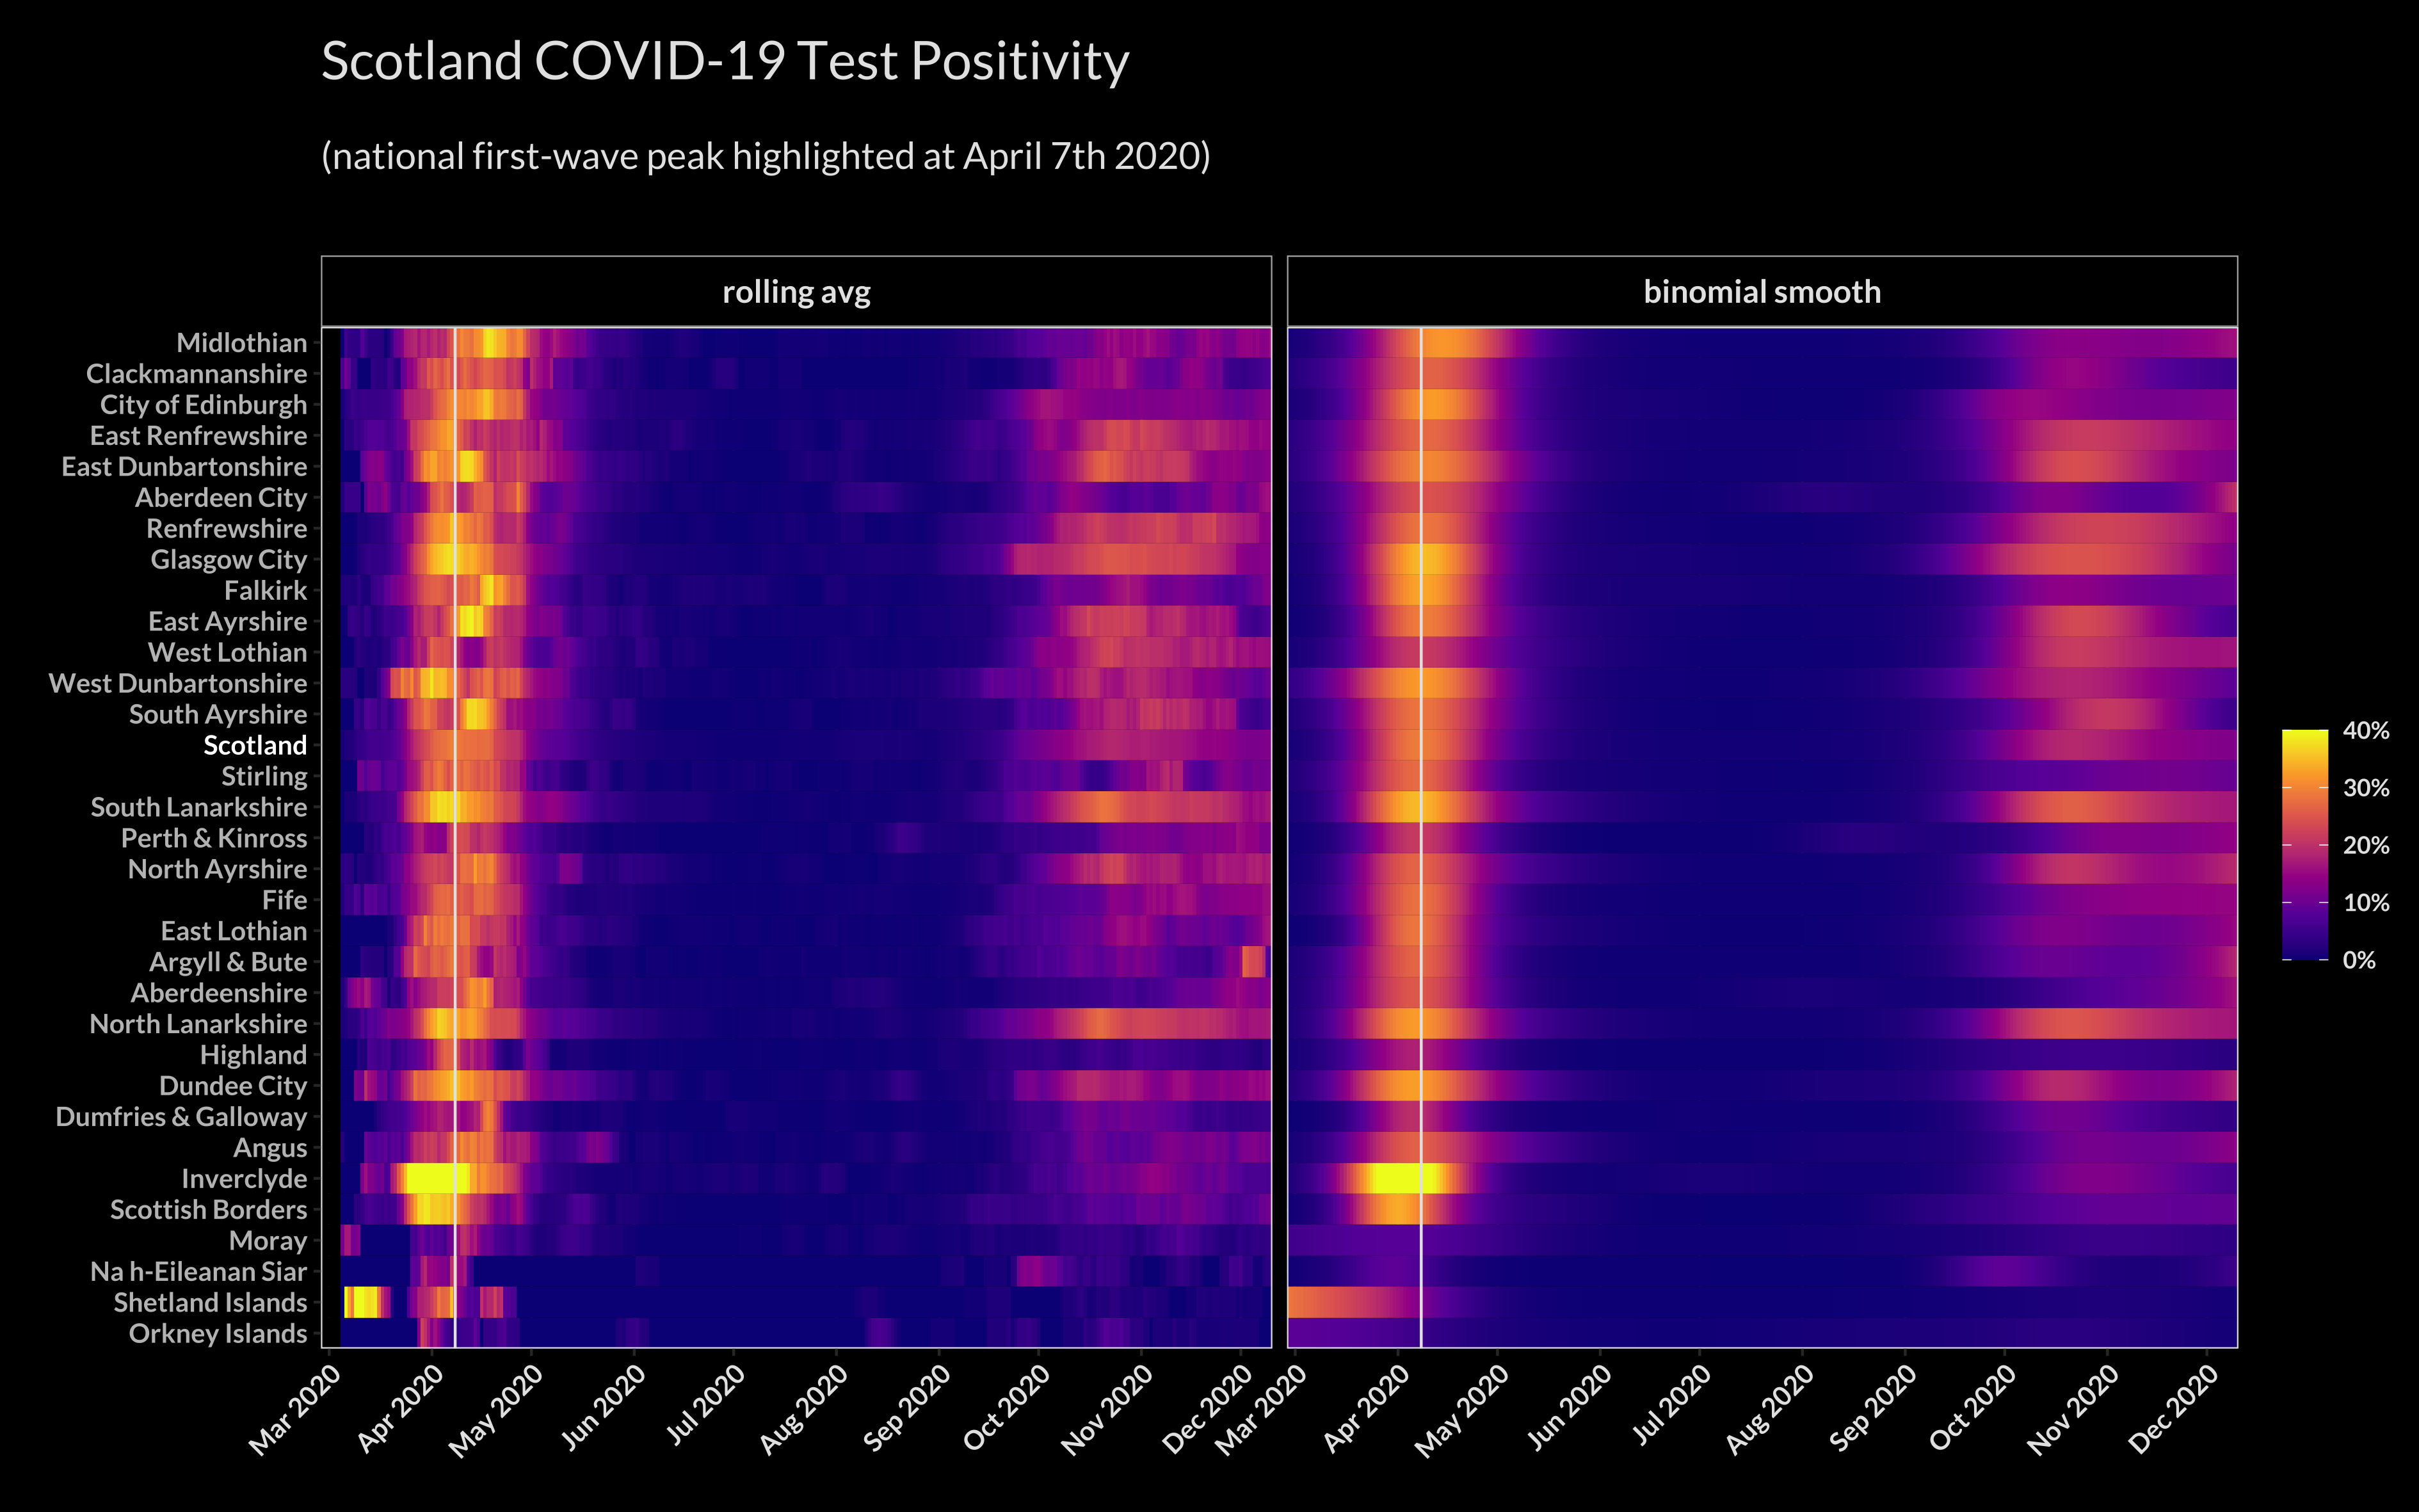 Scotland COVID-19 Test Positivity
(national first-wave peak highlighted at April 7th 2020)
rolling avg
binomial smooth
Midlothian
Clackmannanshire
City of Edinburgh
East Renfrewshire
East Dunbartonshire
Aberdeen City
Renfrewshire
Glasgow City
Falkirk
East Ayrshire
West Lothian
West Dunbartonshire
South Ayrshire
Scotland
Stirling
South Lanarkshire
Perth & Kinross
North Ayrshire
Fife
East Lothian
Argyll & Bute
Aberdeenshire
North Lanarkshire
Highland
Dundee City
Dumfries & Galloway
Angus
Inverclyde
Scottish Borders
Moray
Na h-Eileanan Siar
Shetland Islands
Orkney Islands
Mar 2020
Apr 2020
May 2020
Jun 2020
Jul 2020
Aug 2020
Sep 2020
Oct 2020
Nov 2020
Dec 2020
Mar 2020
Apr 2020
May 2020
Jun 2020
Jul 2020
Aug 2020
Sep 2020
Oct 2020
Nov 2020
Dec 2020
40%
30%
20%
10%
0%